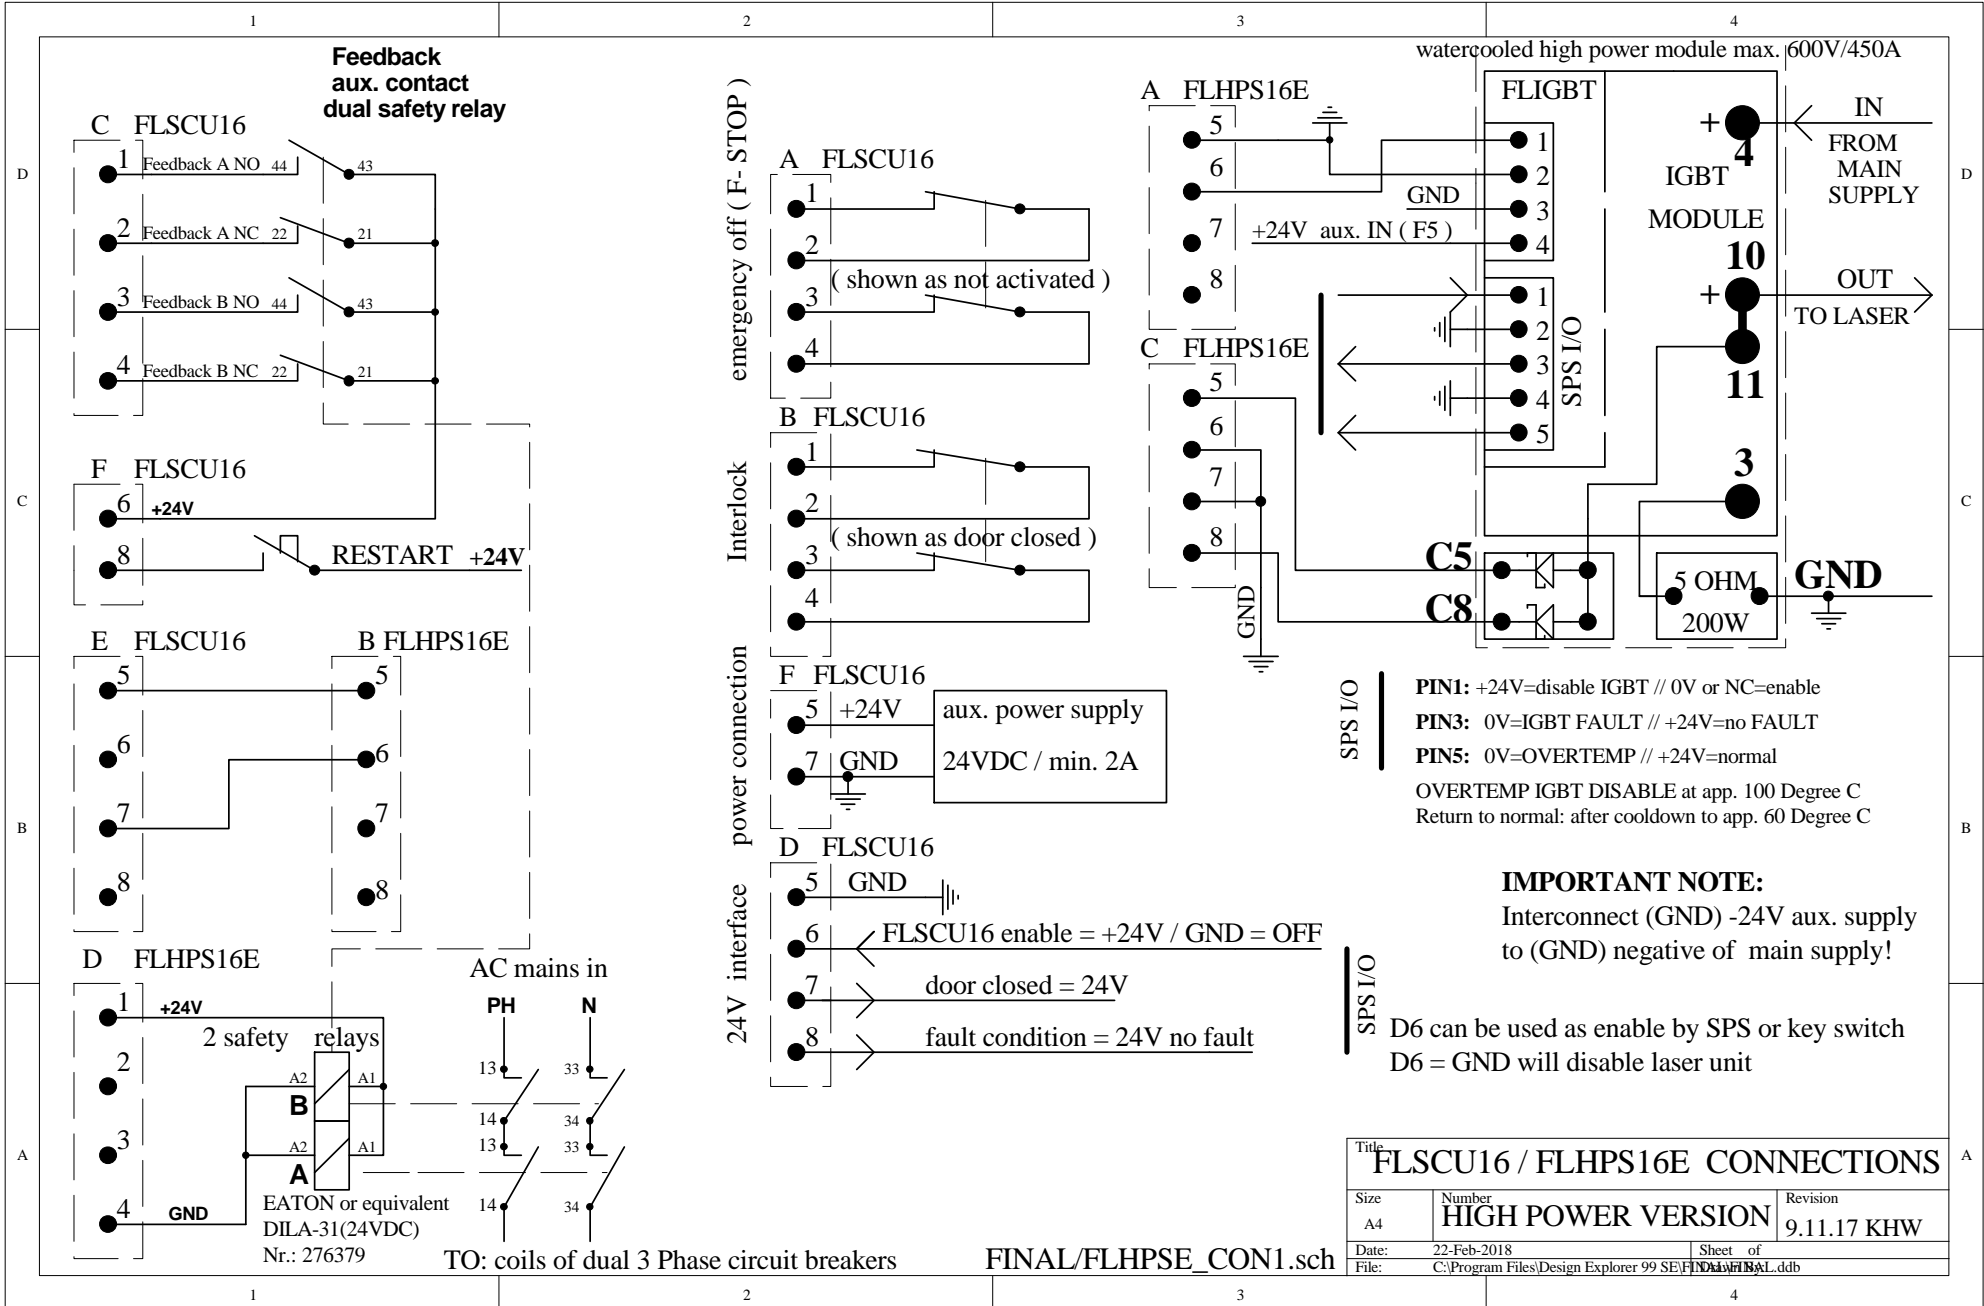 1 2 3 4
D D
C C
B B
A A
1 2 3 4
Feedback
aux. contact
dual safety relay
C FLSCU16
1 Feedback A NO 44 43
2 Feedback A NC 22 21
3 Feedback B NO 44 43
4 Feedback B NC 22 21
F FLSCU16
6 +24V
8 RESTART +24V
E FLSCU16
5
6
7
8
B FLHPS16E
5
6
7
8
D FLHPS16E
1 +24V
2
3
4 GND
2 safety relays
A2 A1
B
A2 A1
A
EATON or equivalent
DILA-31(24VDC)
Nr.: 276379
AC mains in
PH N
13 33
14 34
13 33
14 34
TO: coils of dual 3 Phase circuit breakers
emergency off ( F- STOP )
A FLSCU16
1
2
( shown as not activated )
3
4
Interlock
B FLSCU16
1
2
( shown as door closed )
3
4
power connection
F FLSCU16
5 +24V
7 GND
aux. power supply
24VDC / min. 2A
24V interface
D FLSCU16
5 GND
6 FLSCU16 enable = +24V / GND = OFF
7 door closed = 24V
8 fault condition = 24V no fault
SPS I/O
FINAL/FLHPSE_CON1.sch
watercooled high power module max. 600V/450A
A FLHPS16E
5
6
7
8
C FLHPS16E
5
6
7
8
GND
FLIGBT
1
2
GND 3
+24V aux. IN ( F5 ) 4
1
2
3
4
5
SPS I/O
IGBT
MODULE
+ 4
IN
FROM
MAIN
SUPPLY
10
+
OUT
TO LASER
11
3
C5
C8
5 OHM
200W
GND
SPS I/O
PIN1: +24V=disable IGBT // 0V or NC=enable
PIN3: 0V=IGBT FAULT // +24V=no FAULT
PIN5: 0V=OVERTEMP // +24V=normal
OVERTEMP IGBT DISABLE at app. 100 Degree C
Return to normal: after cooldown to app. 60 Degree C
IMPORTANT NOTE:
Interconnect (GND) -24V aux. supply
to (GND) negative of main supply!
D6 can be used as enable by SPS or key switch
D6 = GND will disable laser unit
Title
FLSCU16 / FLHPS16E CONNECTIONS
Size Number Revision
A4 HIGH POWER VERSION 9.11.17 KHW
Date: 22-Feb-2018 Sheet of
File: C:\Program Files\Design Explorer 99 SE\